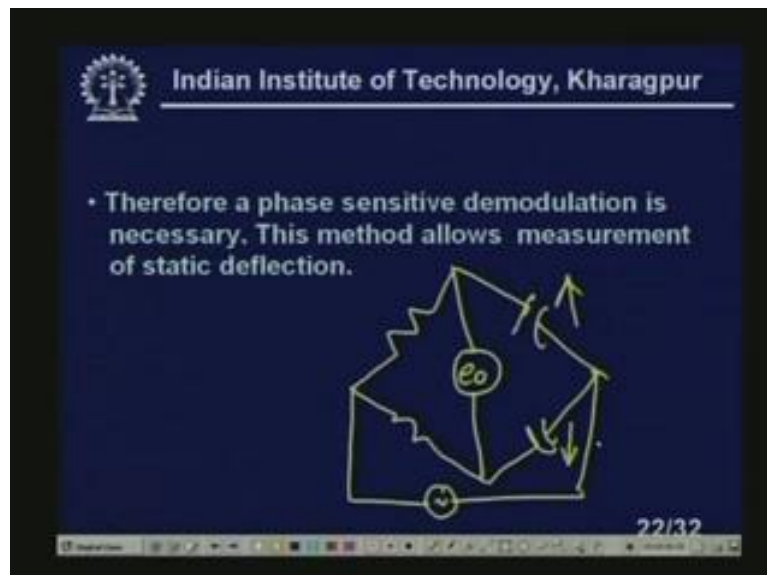 Indian Institute of Technology, Kharagpur
• Therefore a phase sensitive demodulation is
necessary. This method allows measurement
of static deflection.
e₀
22/32